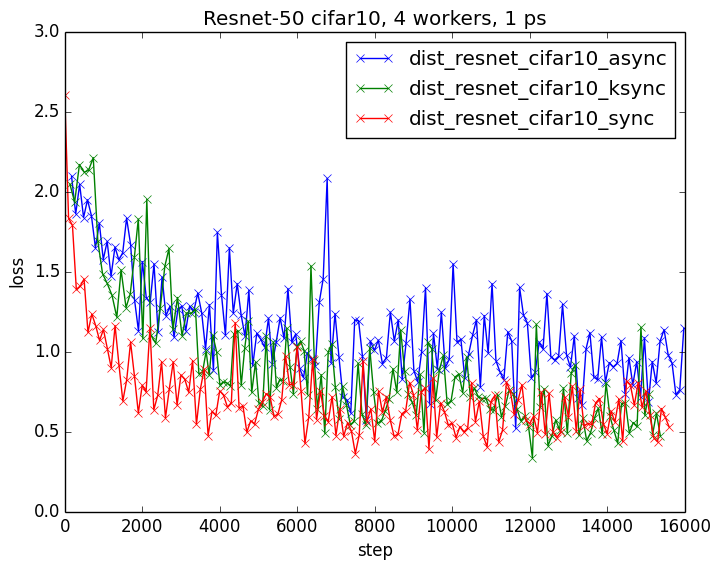 Resnet-50 cifar10, 4 workers, 1 ps
3.0
dist_resnet_cifar10_async
dist_resnet_cifar10_ksync
dist_resnet_cifar10_sync
2.5
2.0
1.5
loss
1.0
0.5
0.0
0 2000 4000 6000 8000 10000 12000 14000 16000
step